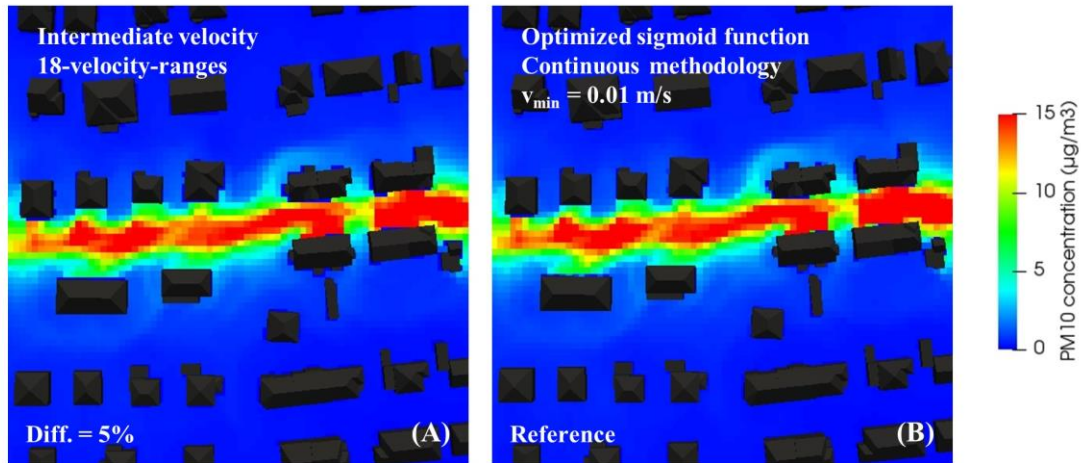 Intermediate velocity
18-velocity-ranges
Diff. = 5%
(A)
Optimized sigmoid function
Continuous methodology
vmin = 0.01 m/s
Reference
(B)
15
10
5
0
PM10 concentration (µg/m3)